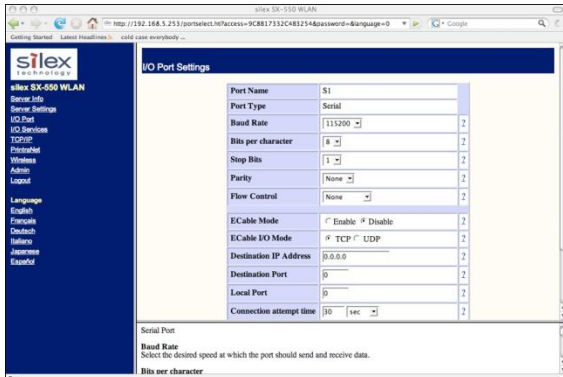 silex SX-550 WLAN
http://192.168.5.253/portselect.htl?access=9C8B17332C483254&password=&language=0
Google
Getting Started Latest Headlines cold case everybody ...
silex
technology
silex SX-550 WLAN
Server Info
Server Settings
I/O Port
I/O Services
TCP/IP
PrintraNet
Wireless
Admin
Logout
Language
English
Français
Deutsch
Italiano
Japanese
Español
I/O Port Settings
Port Name S1
Port Type Serial
Baud Rate 115200 ?
Bits per character 8 ?
Stop Bits 1 ?
Parity None ?
Flow Control None ?
ECable Mode Enable Disable ?
ECable I/O Mode TCP UDP ?
Destination IP Address 0.0.0.0 ?
Destination Port 0 ?
Local Port 0 ?
Connection attempt time 30 sec ?
Serial Port
Baud Rate
Select the desired speed at which the port should send and receive data.
Bits per character